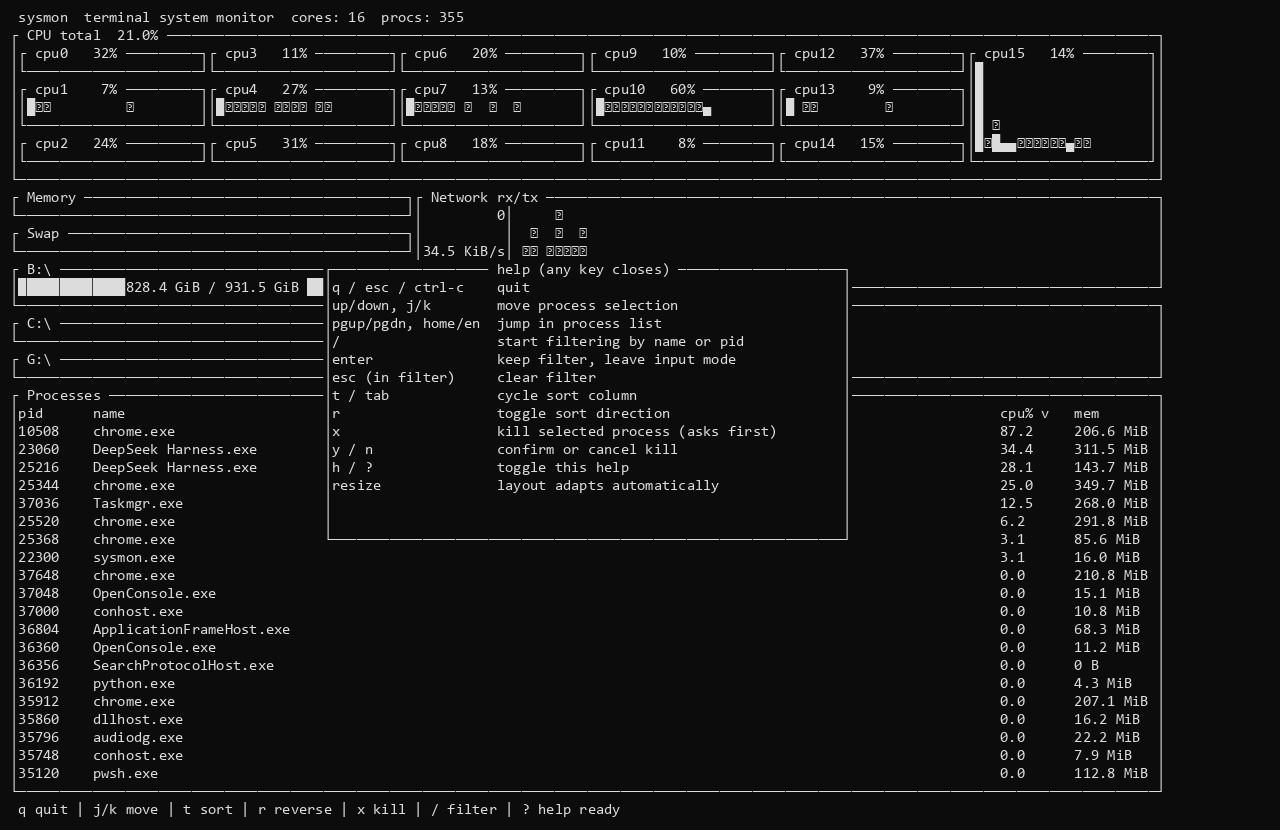 sysmon  terminal system monitor  cores: 16  procs: 355
CPU total  21.0%
cpu0  32%  cpu3  11%  cpu6  20%  cpu9  10%  cpu12  37%  cpu15  14%
cpu1  7%  cpu4  27%  cpu7  13%  cpu10  60%  cpu13  9%
cpu2  24%  cpu5  31%  cpu8  18%  cpu11  8%  cpu14  15%
Memory  Network rx/tx
0
Swap
34.5 KiB/s
B:\  help (any key closes)
828.4 GiB / 931.5 GiB  q / esc / ctrl-c  quit
up/down, j/k  move process selection
C:\  pgup/pgdn, home/en  jump in process list
/  start filtering by name or pid
G:\  enter  keep filter, leave input mode
esc (in filter)  clear filter
Processes  t / tab  cycle sort column
pid  name  r  toggle sort direction  cpu% v  mem
10508  chrome.exe  x  kill selected process (asks first)  87.2  206.6 MiB
23060  DeepSeek Harness.exe  y / n  confirm or cancel kill  34.4  311.5 MiB
25216  DeepSeek Harness.exe  h / ?  toggle this help  28.1  143.7 MiB
25344  chrome.exe  resize  layout adapts automatically  25.0  349.7 MiB
37036  Taskmgr.exe  12.5  268.0 MiB
25520  chrome.exe  6.2  291.8 MiB
25368  chrome.exe  3.1  85.6 MiB
22300  sysmon.exe  3.1  16.0 MiB
37648  chrome.exe  0.0  210.8 MiB
37048  OpenConsole.exe  0.0  15.1 MiB
37000  conhost.exe  0.0  10.8 MiB
36804  ApplicationFrameHost.exe  0.0  68.3 MiB
36360  OpenConsole.exe  0.0  11.2 MiB
36356  SearchProtocolHost.exe  0.0  0 B
36192  python.exe  0.0  4.3 MiB
35912  chrome.exe  0.0  207.1 MiB
35860  dllhost.exe  0.0  16.2 MiB
35796  audiodg.exe  0.0  22.2 MiB
35748  conhost.exe  0.0  7.9 MiB
35120  pwsh.exe  0.0  112.8 MiB
q quit | j/k move | t sort | r reverse | x kill | / filter | ? help ready